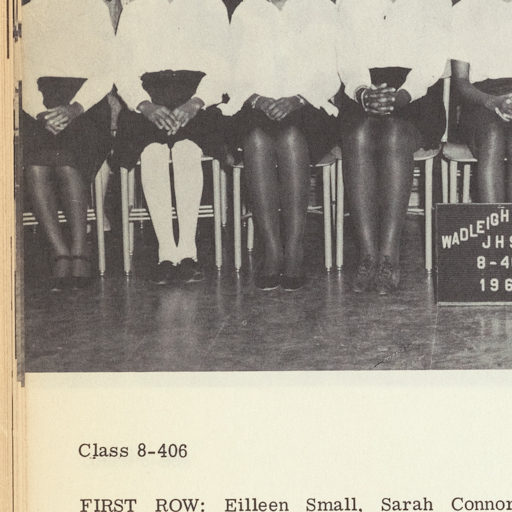 WADLEIGH
JHS
8-4
196
Class 8-406
FIRST ROW: Eilleen Small, Sarah Connor